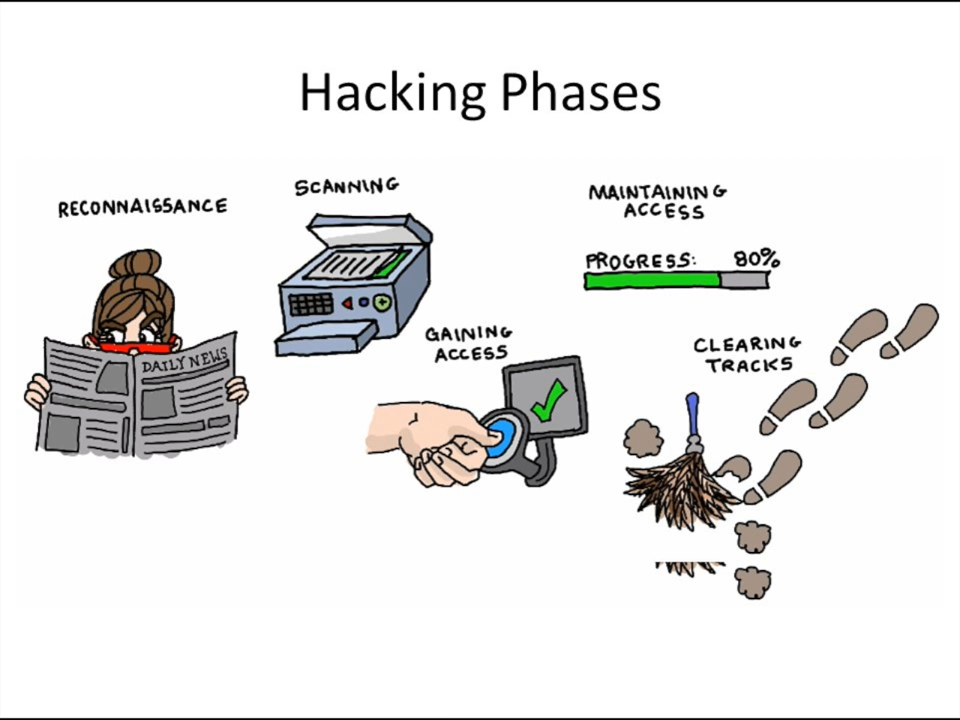 Hacking Phases
RECONNAISSANCE
SCANNING
MAINTAINING
ACCESS
PROGRESS: 80%
DAILY NEWS
GAINING
ACCESS
CLEARING
TRACKS